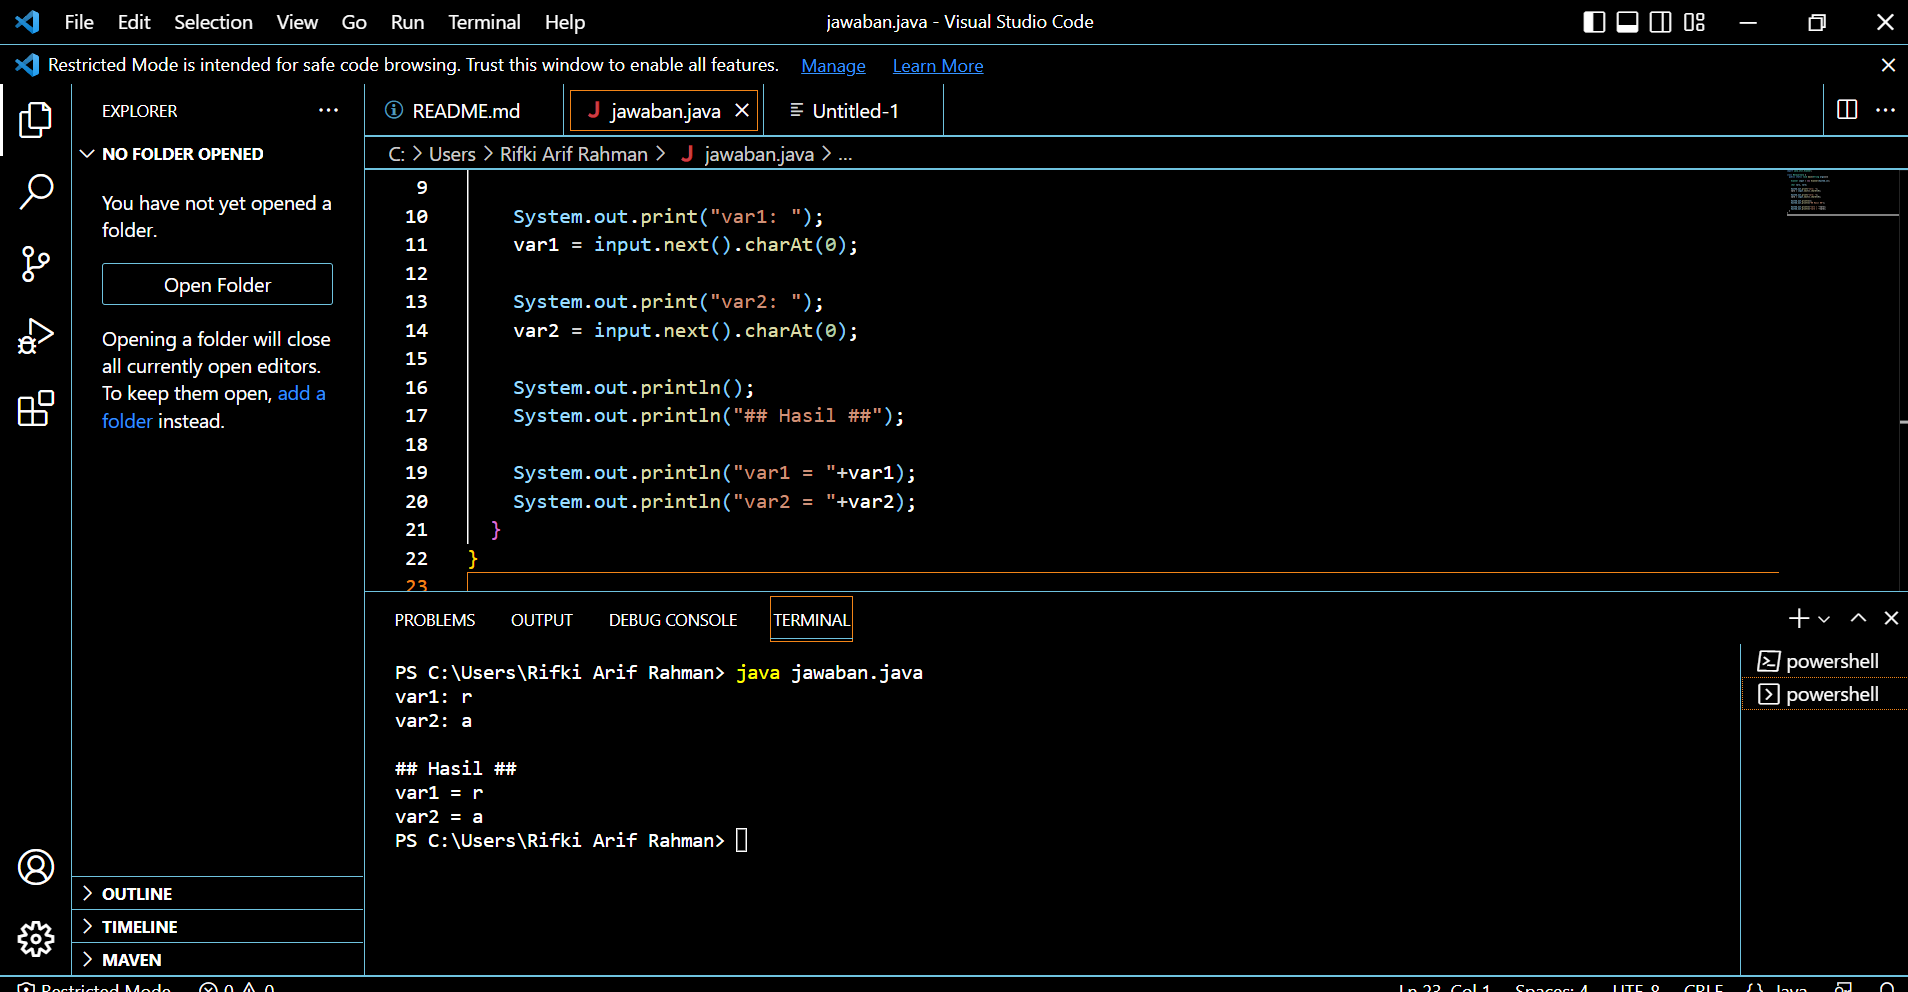 File Edit Selection View Go Run Terminal Help
jawaban.java - Visual Studio Code
Restricted Mode is intended for safe code browsing. Trust this window to enable all features. Manage Learn More
EXPLORER
NO FOLDER OPENED
You have not yet opened a
folder.
Open Folder
Opening a folder will close
all currently open editors.
To keep them open, add a
folder instead.
OUTLINE
TIMELINE
MAVEN
README.md
J jawaban.java
Untitled-1
C: > Users > Rifki Arif Rahman > J jawaban.java > ...
9
10 System.out.print("var1: ");
11 var1 = input.next().charAt(0);
12
13 System.out.print("var2: ");
14 var2 = input.next().charAt(0);
15
16 System.out.println();
17 System.out.println("## Hasil ##");
18
19 System.out.println("var1 = "+var1);
20 System.out.println("var2 = "+var2);
21 }
22 }
23
PROBLEMS OUTPUT DEBUG CONSOLE TERMINAL
PS C:\Users\Rifki Arif Rahman> java jawaban.java
var1: r
var2: a
## Hasil ##
var1 = r
var2 = a
PS C:\Users\Rifki Arif Rahman>
powershell
powershell
Restricted Mode 0 0
Ln 23, Col 1 Spaces: 4 UTF-8 CRLF {} Java